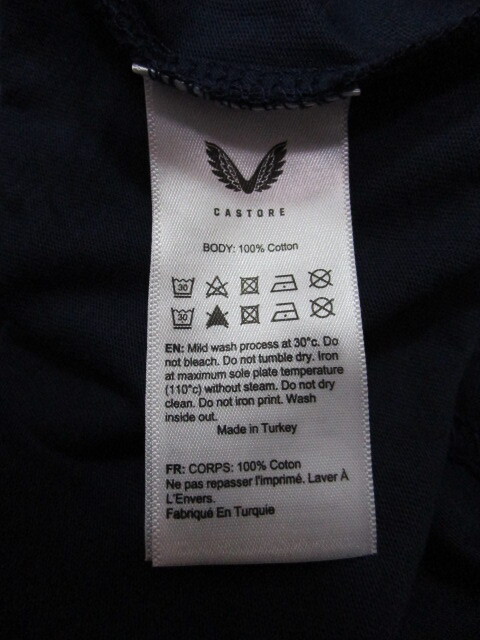 CASTORE
BODY: 100% Cotton
30
30
EN: Mild wash process at 30°c. Do
not bleach. Do not tumble dry. Iron
at maximum sole plate temperature
(110°c) without steam. Do not dry
clean. Do not iron print. Wash
inside out.
Made in Turkey
FR: CORPS: 100% Coton
Ne pas repasser l'imprimé. Laver À
L'Envers.
Fabriqué En Turquie